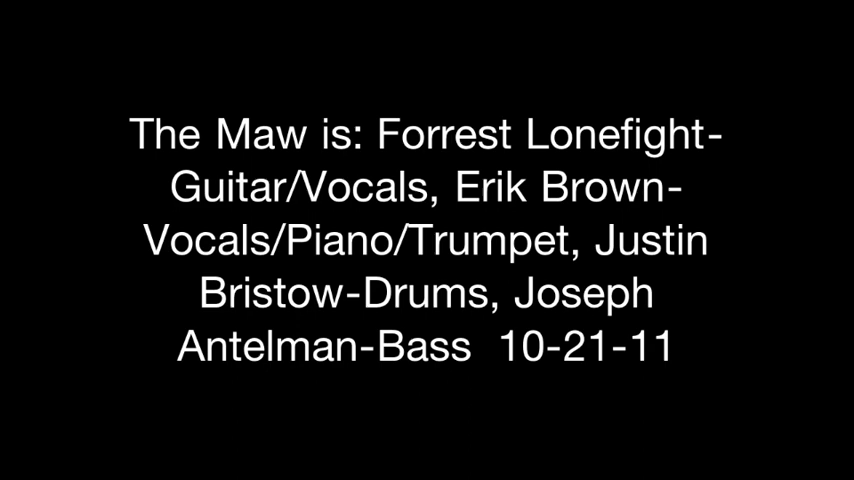 The Maw is: Forrest Lonefight-
Guitar/Vocals, Erik Brown-
Vocals/Piano/Trumpet, Justin
Bristow-Drums, Joseph
Antelman-Bass  10-21-11